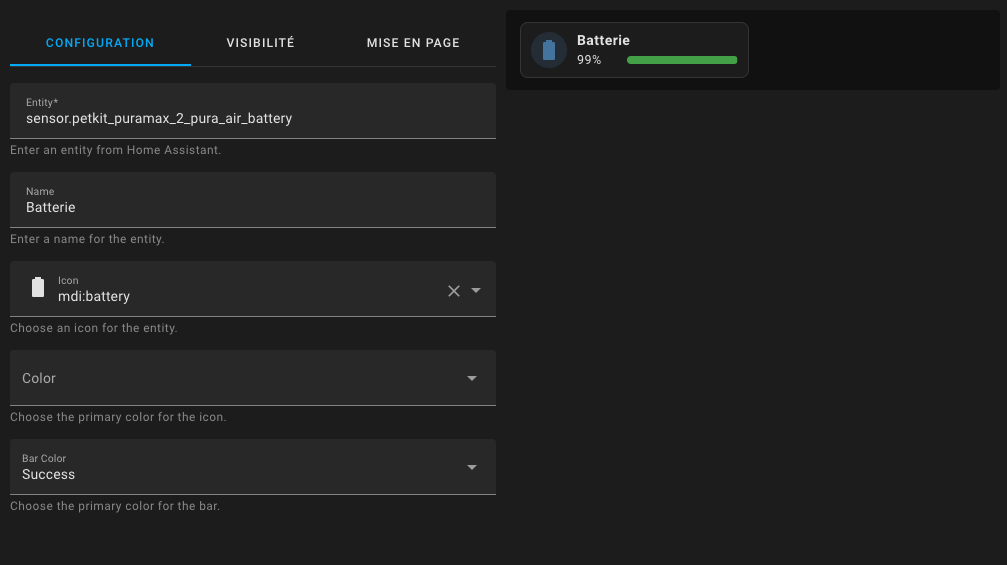 CONFIGURATION VISIBILITÉ MISE EN PAGE
Entity*
sensor.petkit_puramax_2_pura_air_battery
Enter an entity from Home Assistant.
Name
Batterie
Enter a name for the entity.
Icon
mdi:battery
Choose an icon for the entity.
Color
Choose the primary color for the icon.
Bar Color
Success
Choose the primary color for the bar.
Batterie
99%